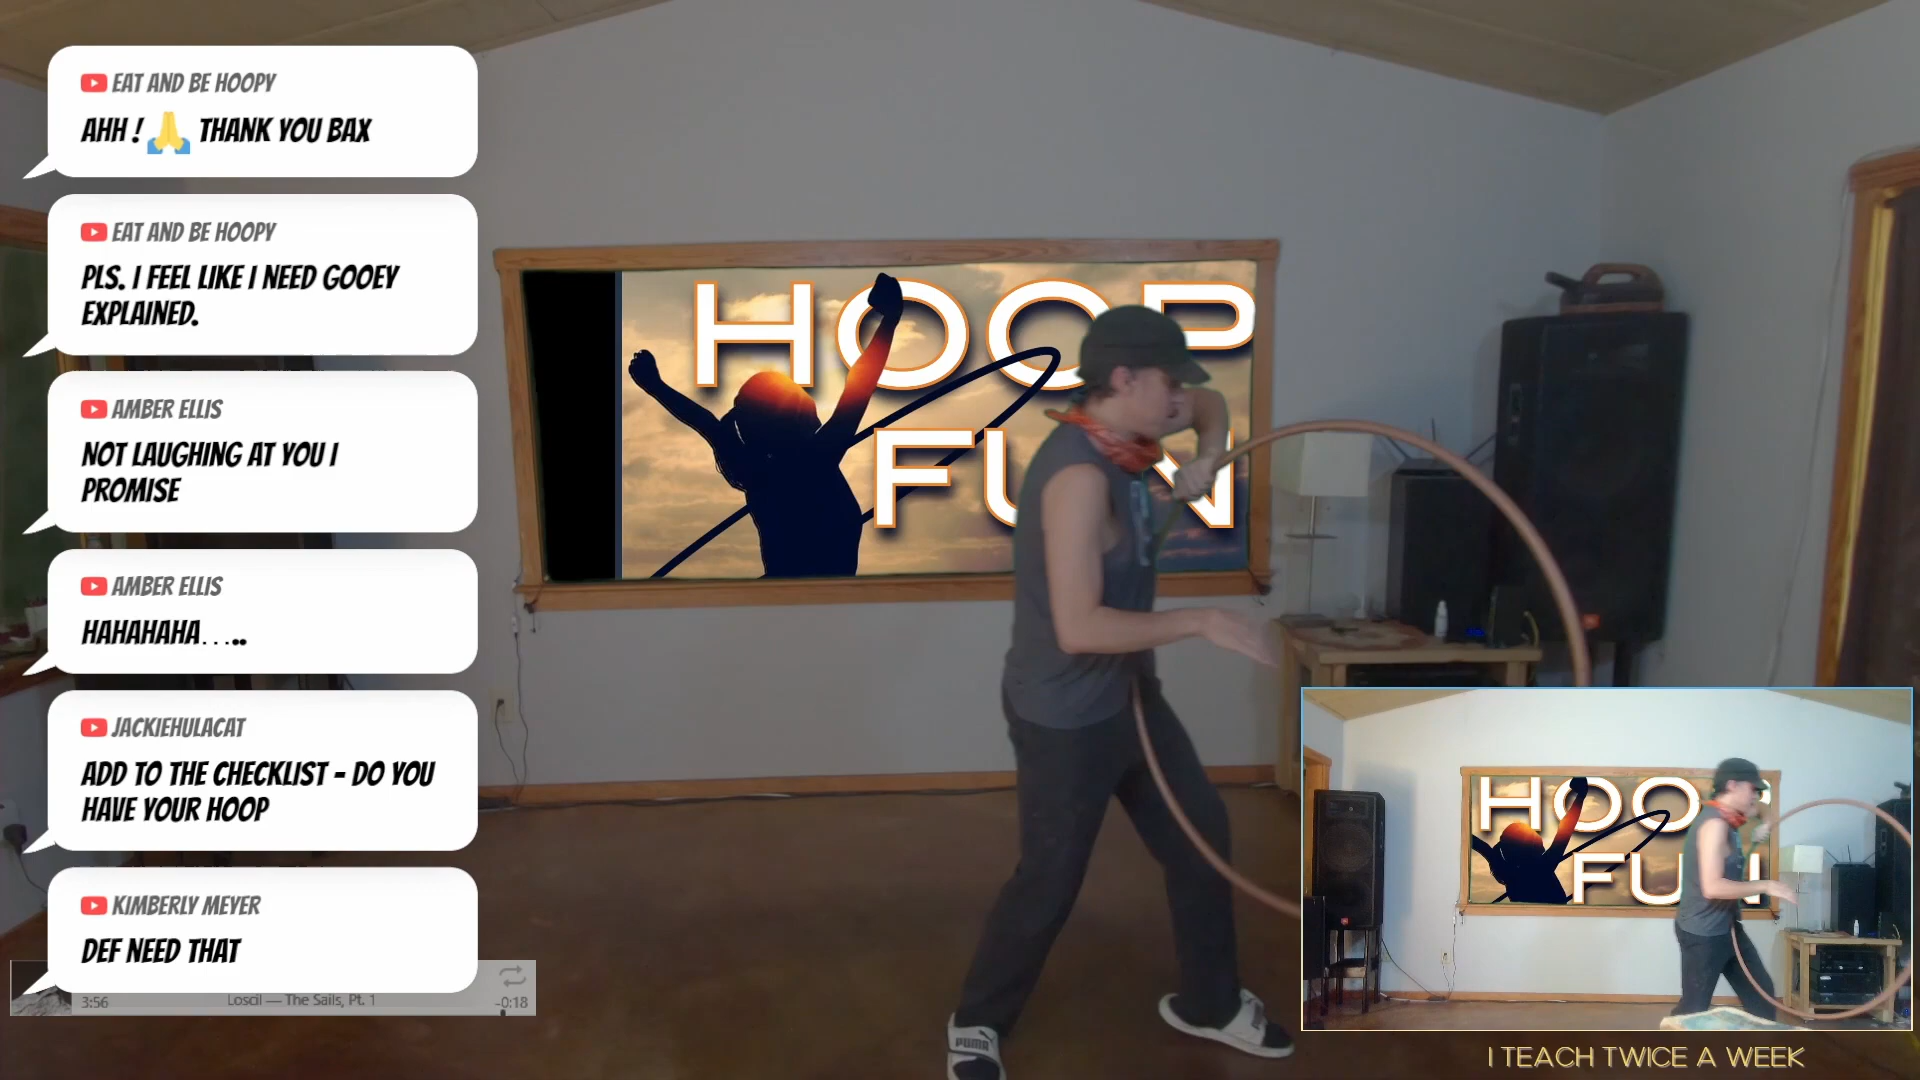 EAT AND BE HOOPY
AHH ! 🙏 THANK YOU BAX
EAT AND BE HOOPY
PLS. I FEEL LIKE I NEED GOOEY
EXPLAINED.
AMBER ELLIS
NOT LAUGHING AT YOU I
PROMISE
AMBER ELLIS
HAHAHAHA…..
JACKIEHULACAT
ADD TO THE CHECKLIST - DO YOU
HAVE YOUR HOOP
KIMBERLY MEYER
DEF NEED THAT
3:56 Loscil — The Sails, Pt. 1 -0:18
HOOP
FUN
PUMA
HOOP
FUN
I TEACH TWICE A WEEK